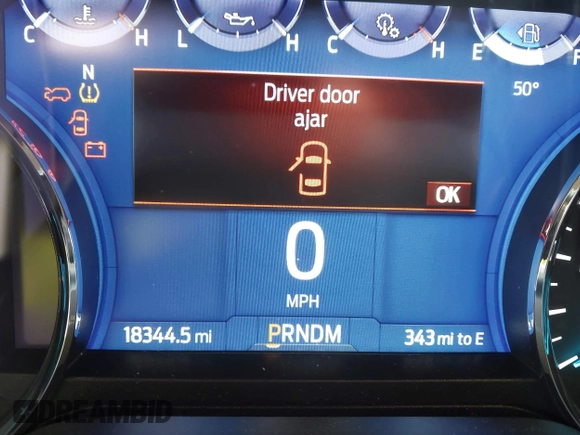 C H L H C H E F
N
50°
Driver door
ajar
OK
0
MPH
18344.5 mi PRNDM 343 mi to E
DREAMBID